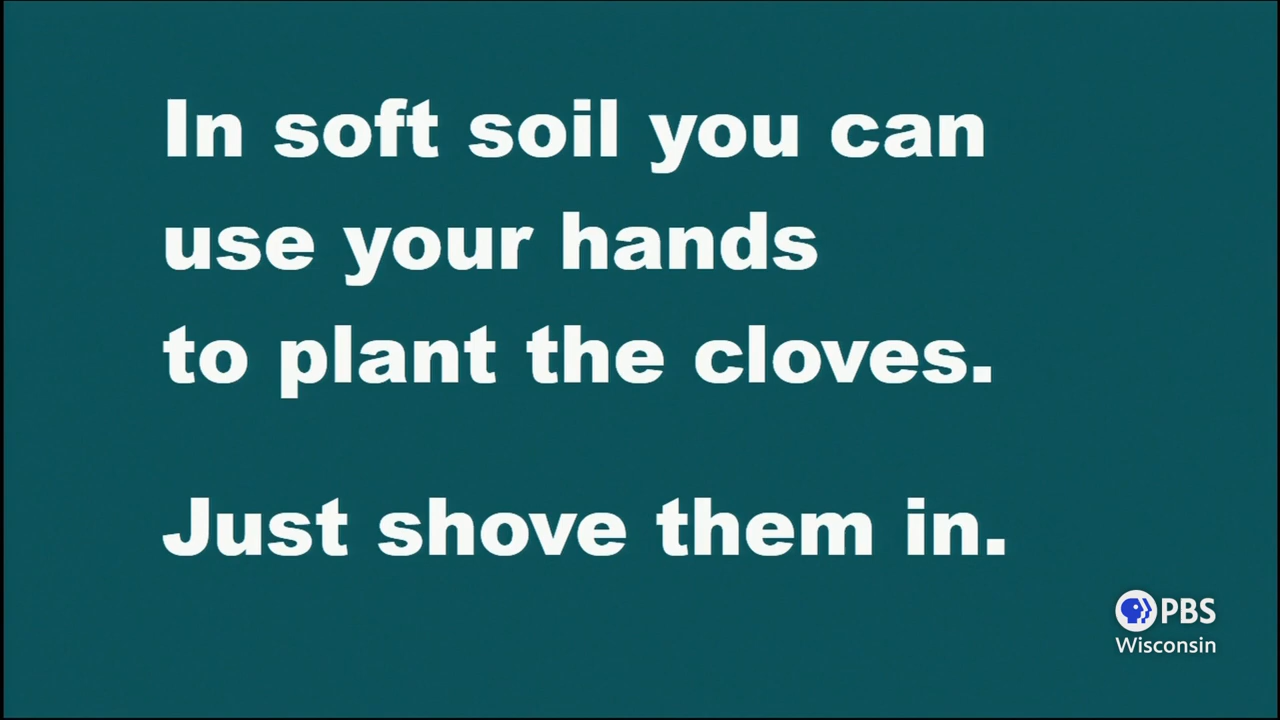 In soft soil you can
use your hands
to plant the cloves.
Just shove them in.
PBS
Wisconsin